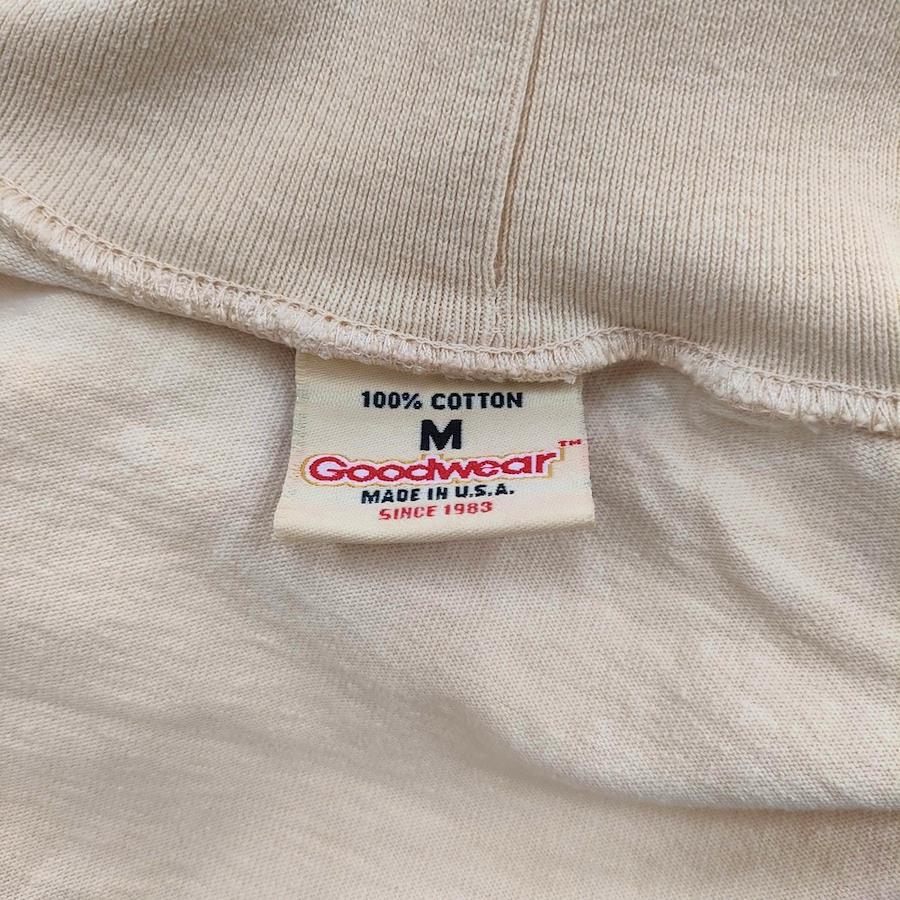 100% COTTON
M
Goodwear™
MADE IN U.S.A.
SINCE 1983